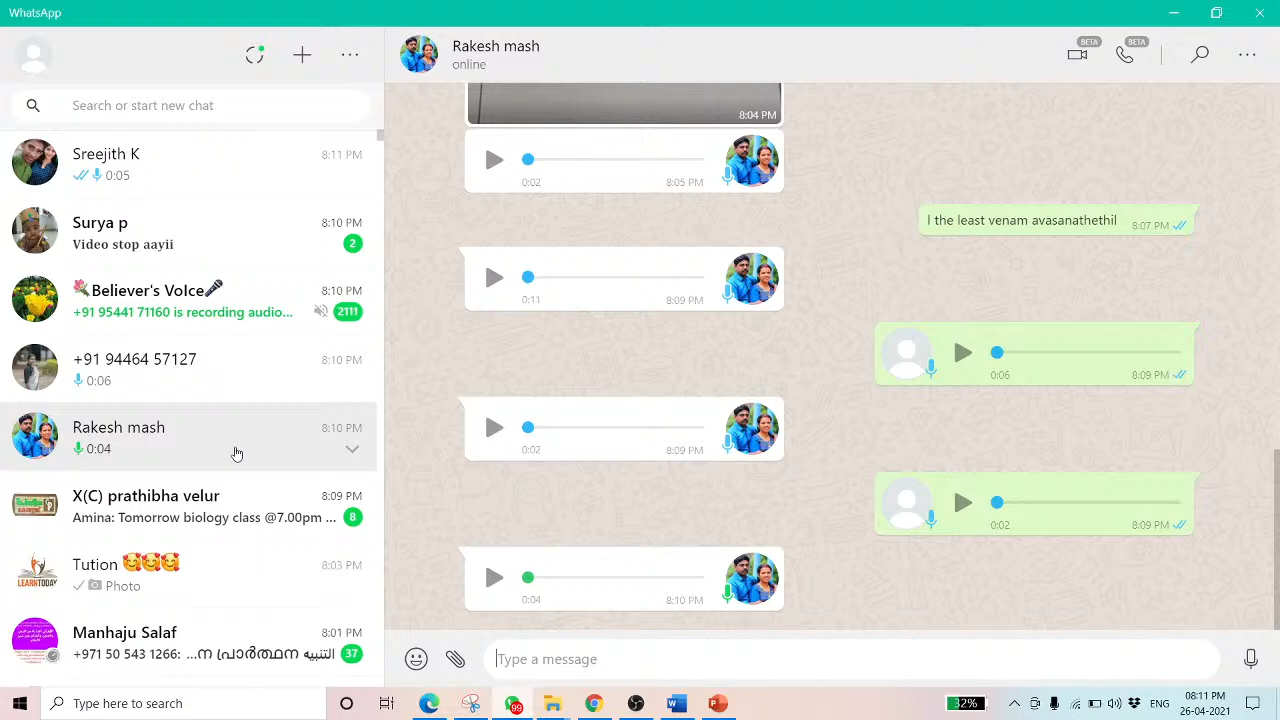 WhatsApp
Search or start new chat
Sreejith K
8:11 PM
0:05
Surya p
8:10 PM
Video stop aayii
2
🌷Believer's VoIce🎤
8:10 PM
+91 95441 71160 is recording audio...
2111
+91 94464 57127
8:10 PM
0:06
Rakesh mash
8:10 PM
0:04
X(C) prathibha velur
8:09 PM
Amina: Tomorrow biology class @7.00pm ...
8
Tution 🥰🥰🥰
8:03 PM
Photo
LEARNTODAY
Manhaju Salaf
8:01 PM
+971 50 543 1266: ...ന പ്രാർത്ഥന التنبيه
37
Rakesh mash
online
BETA
BETA
8:04 PM
0:02
8:05 PM
I the least venam avasanathethil
8:07 PM
0:11
8:09 PM
0:06
8:09 PM
0:02
8:09 PM
0:02
8:09 PM
0:04
8:10 PM
Type a message
Type here to search
99
32%
ENG
08:11 PM
26-04-2021